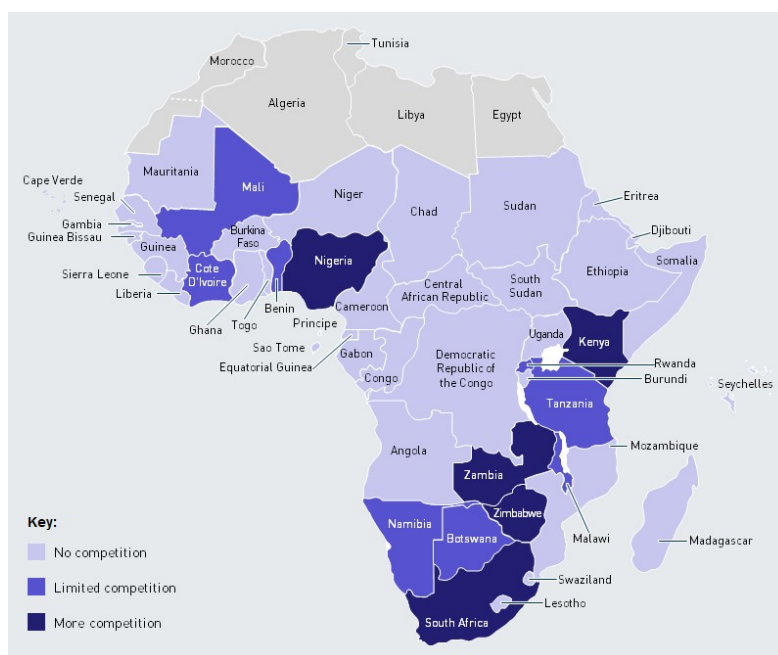 Tunisia
Morocco
Algeria
Libya
Egypt
Mauritania
Cape Verde
Mali
Niger
Senegal
Chad
Sudan
Eritrea
Gambia
Burkina
Faso
Djibouti
Guinea Bissau
Guinea
Nigeria
Somalia
Ethiopia
Cote
D'Ivoire
Sierra Leone
South
Sudan
Central
African Republic
Liberia
Benin
Cameroon
Ghana
Togo
Principe
Uganda
Kenya
Sao Tome
Gabon
Democratic
Republic of
the Congo
Rwanda
Equatorial Guinea
Congo
Burundi
Seychelles
Tanzania
Mozambique
Angola
Zambia
Zimbabwe
Key:
Namibia
Botswana
Malawi
Madagascar
No competition
Swaziland
Limited competition
Lesotho
More competition
South Africa